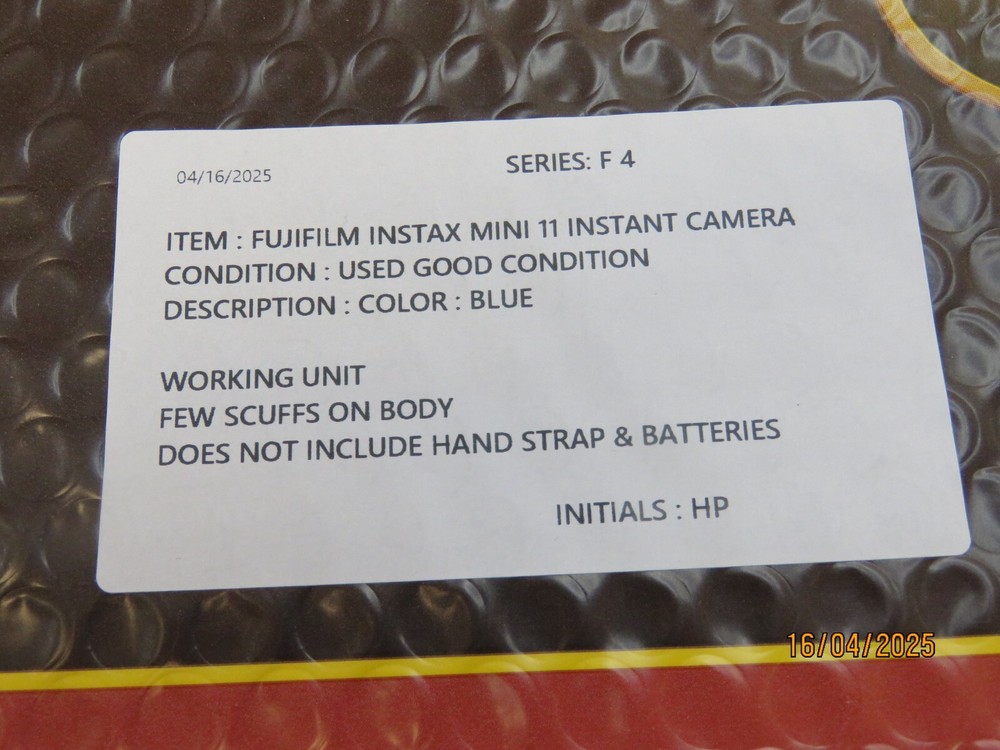 04/16/2025
SERIES: F 4
ITEM : FUJIFILM INSTAX MINI 11 INSTANT CAMERA
CONDITION : USED GOOD CONDITION
DESCRIPTION : COLOR : BLUE
WORKING UNIT
FEW SCUFFS ON BODY
DOES NOT INCLUDE HAND STRAP & BATTERIES
INITIALS : HP
16/04/2025